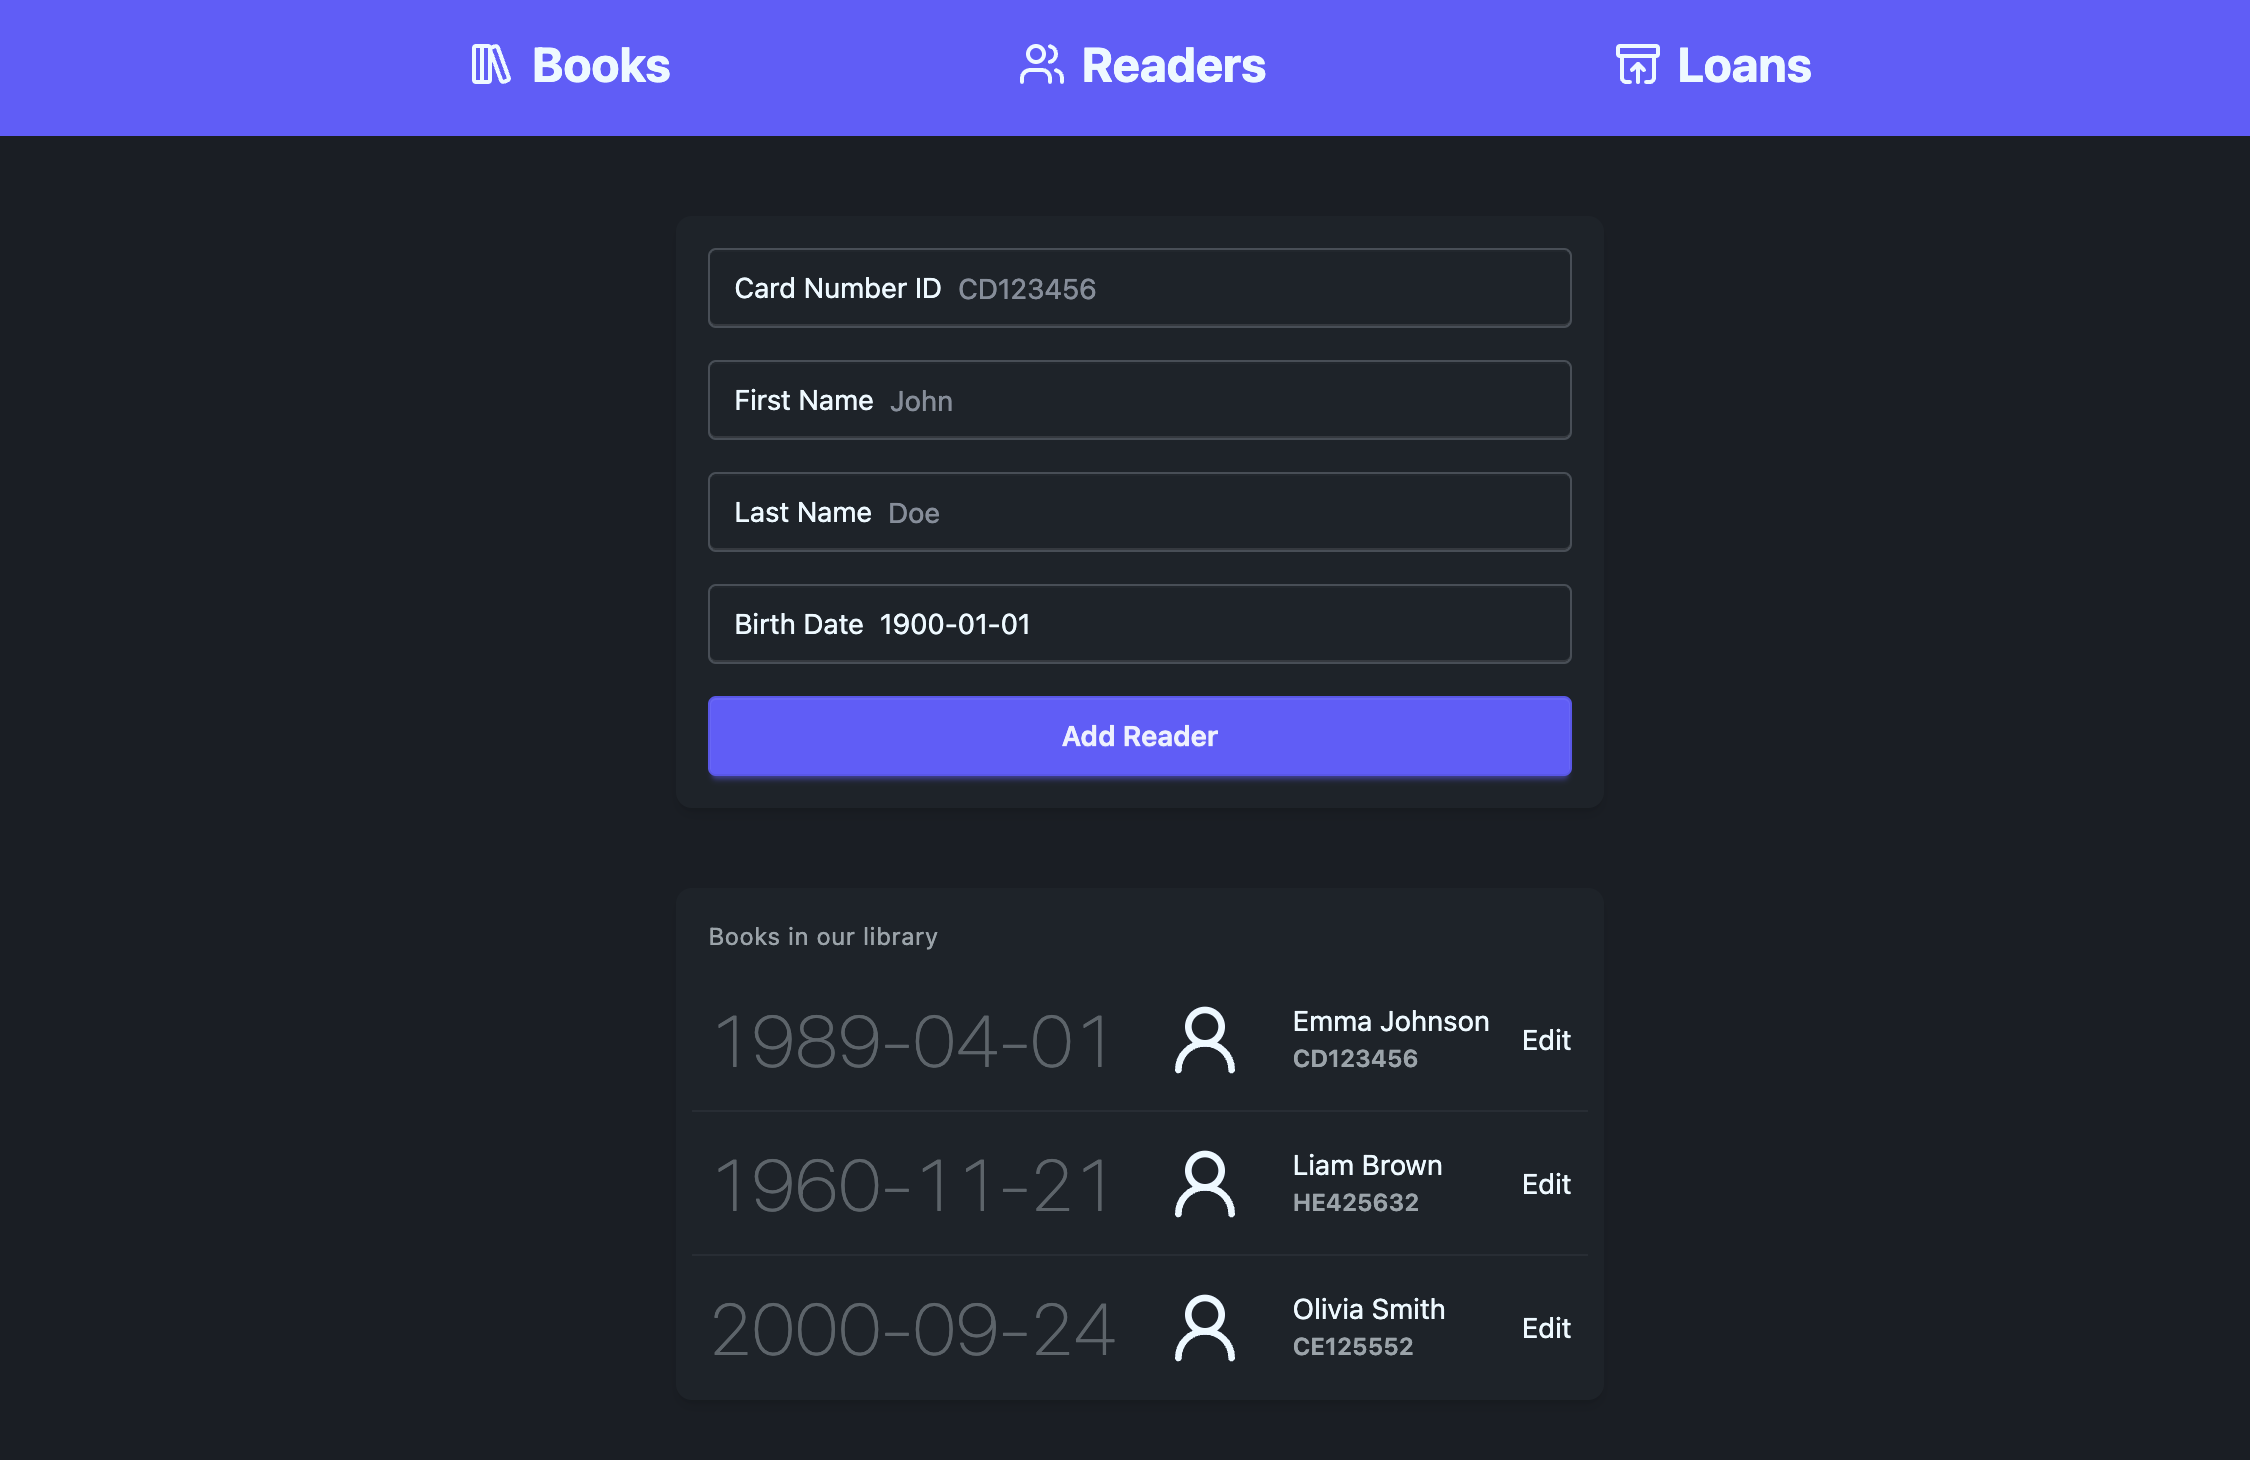 Books Readers Loans
Card Number ID CD123456
First Name John
Last Name Doe
Birth Date 1900-01-01
Add Reader
Books in our library
1989-04-01 Emma Johnson Edit
CD123456
1960-11-21 Liam Brown Edit
HE425632
2000-09-24 Olivia Smith Edit
CE125552